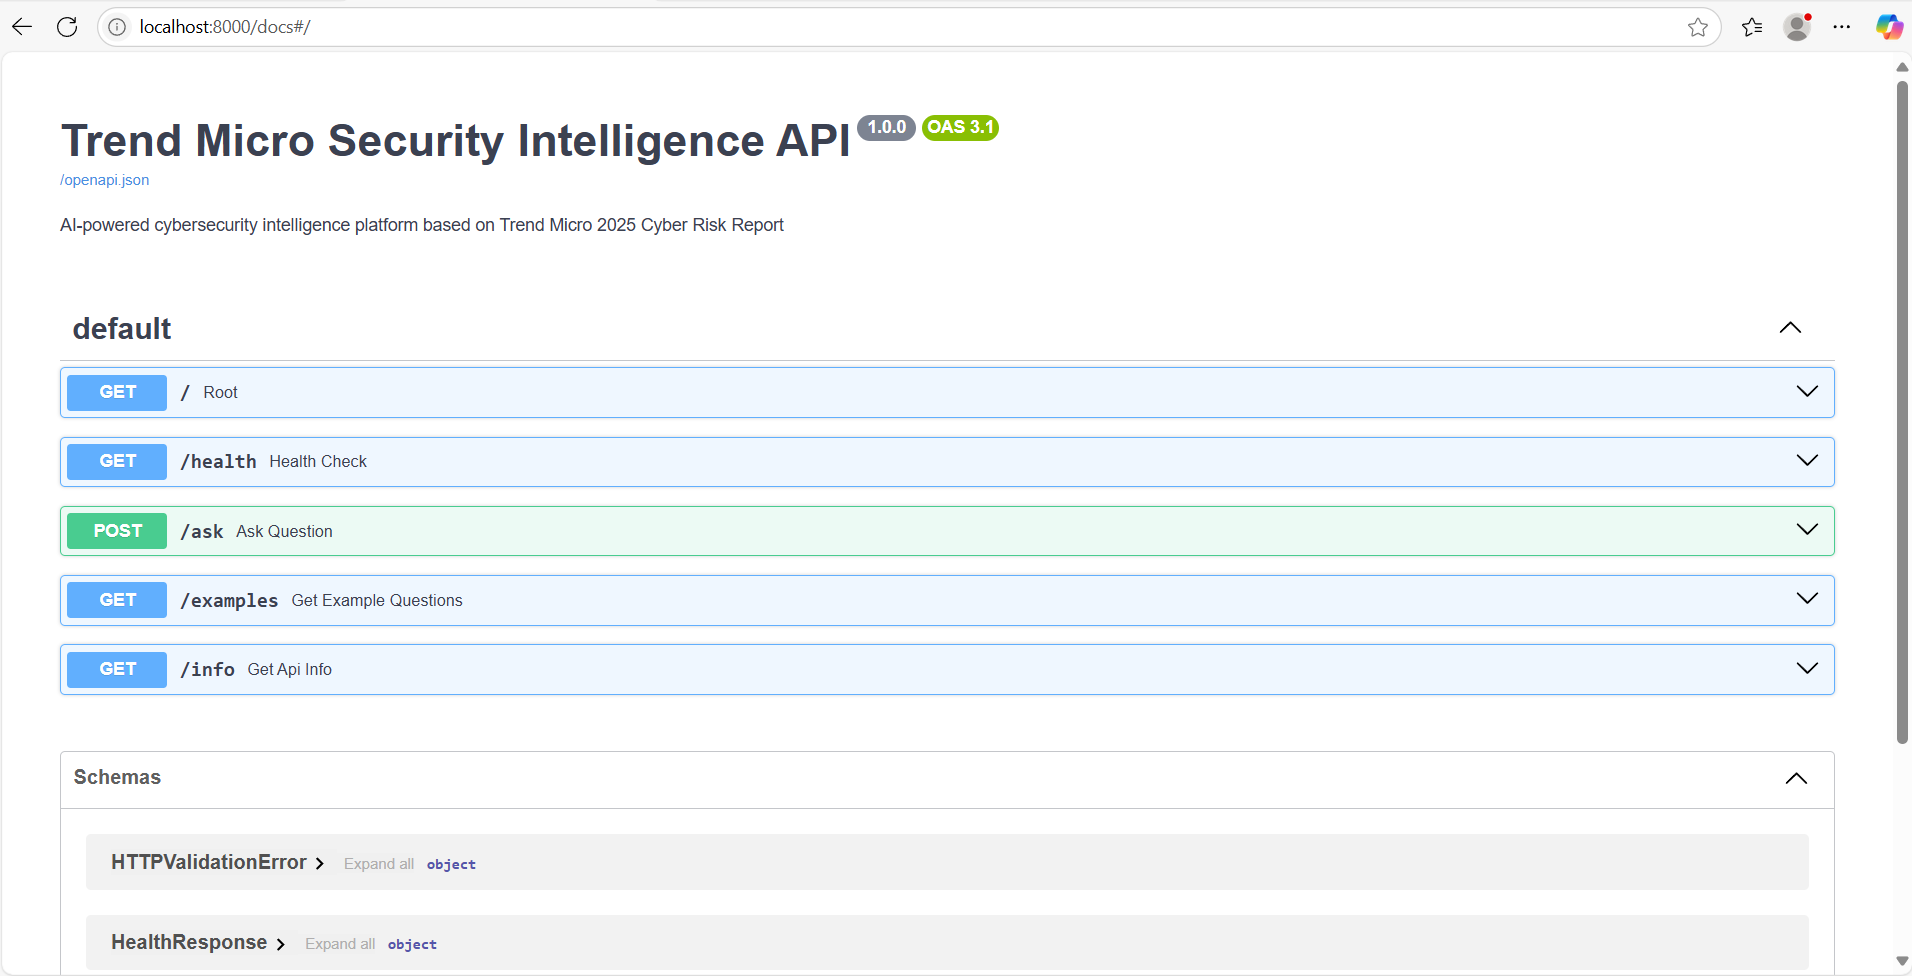 localhost:8000/docs#/
Trend Micro Security Intelligence API 1.0.0 OAS 3.1
/openapi.json
AI-powered cybersecurity intelligence platform based on Trend Micro 2025 Cyber Risk Report
default
GET / Root
GET /health Health Check
POST /ask Ask Question
GET /examples Get Example Questions
GET /info Get Api Info
Schemas
HTTPValidationError Expand all object
HealthResponse Expand all object